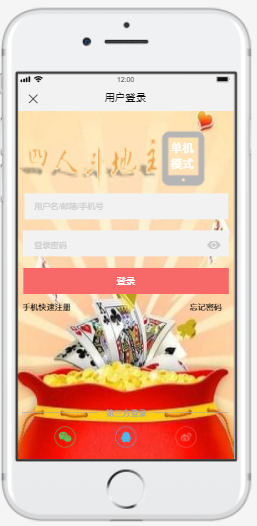 12:00
用户登录
四人斗地主
单机
模式
用户名/邮箱/手机号
登录密码
登录
手机快速注册 忘记密码
第三方登录